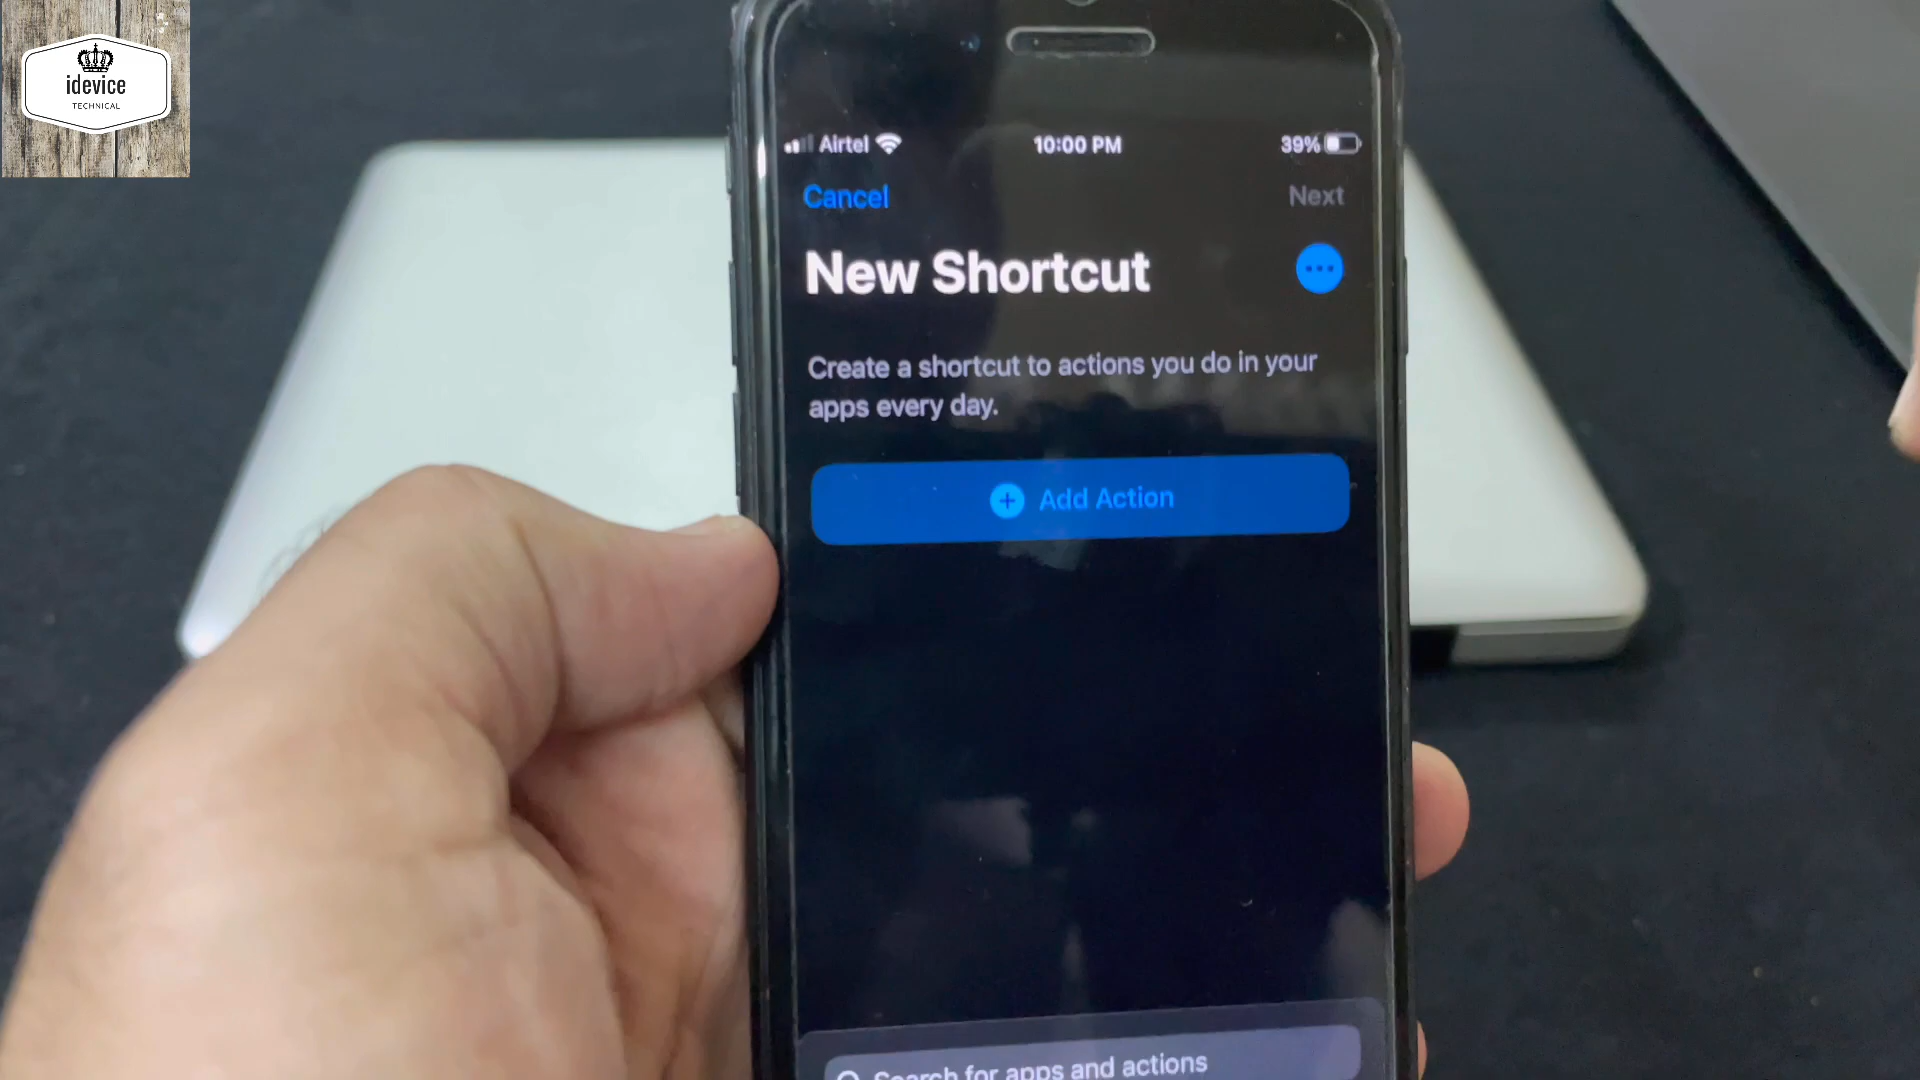 idevice
TECHNICAL
Airtel 10:00 PM 39%
Cancel Next
New Shortcut
Create a shortcut to actions you do in your
apps every day.
Add Action
Search for apps and actions